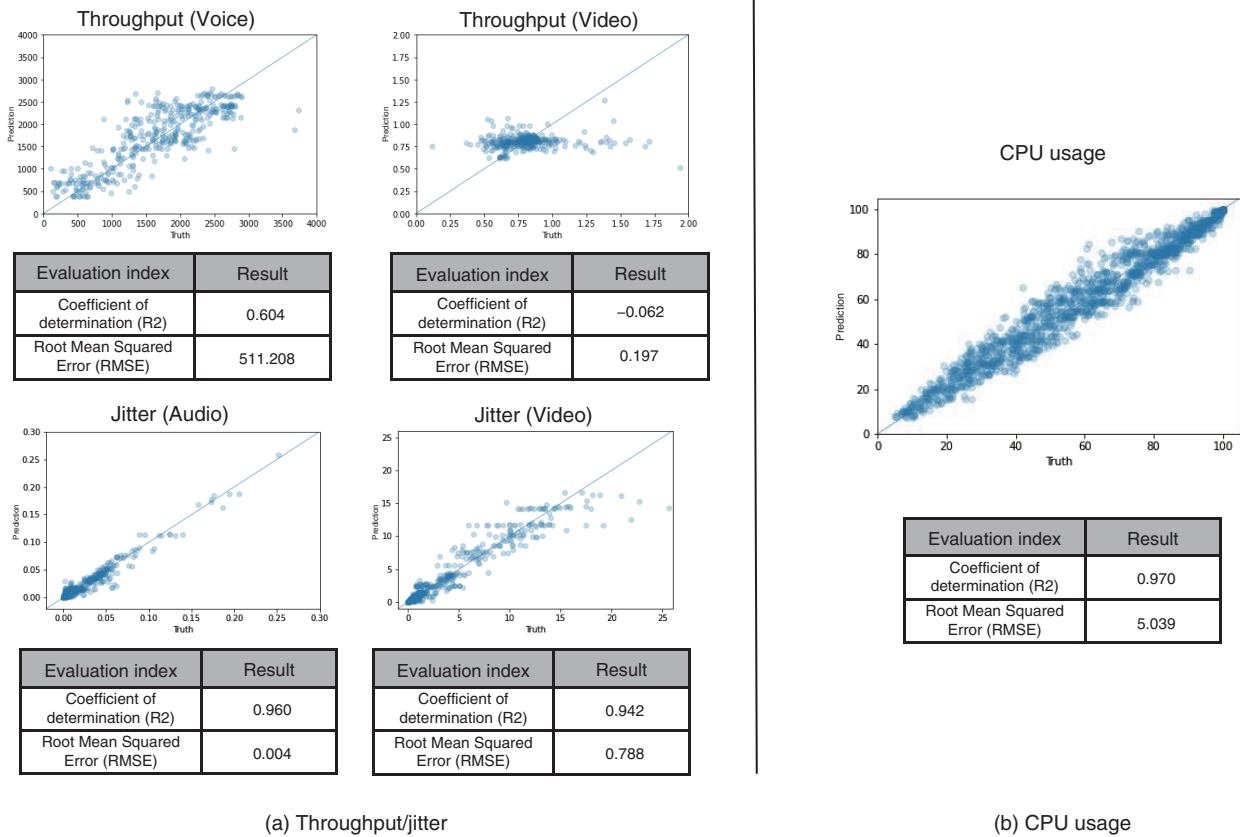 Throughput (Voice)
4000
3500
3000
2500
2000
1500
1000
500
0
Prediction
0 500 1000 1500 2000 2500 3000 3500 4000
Truth
Evaluation index Result
Coefficient of
determination (R2)
0.604
Root Mean Squared
Error (RMSE)
511.208
Throughput (Video)
2.00
1.75
1.50
1.25
1.00
0.75
0.50
0.25
0.00
Prediction
0.00 0.25 0.50 0.75 1.00 1.25 1.50 1.75 2.00
Truth
Evaluation index Result
Coefficient of
determination (R2)
−0.062
Root Mean Squared
Error (RMSE)
0.197
Jitter (Audio)
0.30
0.25
0.20
0.15
0.10
0.05
0.00
Prediction
0.00 0.05 0.10 0.15 0.20 0.25 0.30
Truth
Evaluation index Result
Coefficient of
determination (R2)
0.960
Root Mean Squared
Error (RMSE)
0.004
Jitter (Video)
25
20
15
10
5
0
Prediction
0 5 10 15 20 25
Truth
Evaluation index Result
Coefficient of
determination (R2)
0.942
Root Mean Squared
Error (RMSE)
0.788
(a) Throughput/jitter
CPU usage
100
80
60
40
20
0
Prediction
0 20 40 60 80 100
Truth
Evaluation index Result
Coefficient of
determination (R2)
0.970
Root Mean Squared
Error (RMSE)
5.039
(b) CPU usage